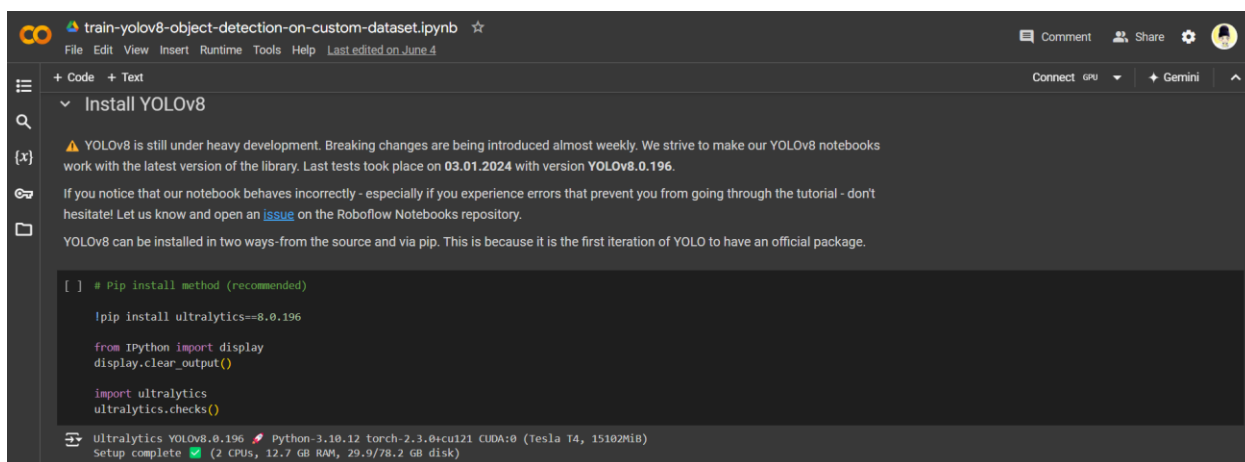 train-yolov8-object-detection-on-custom-dataset.ipynb
File Edit View Insert Runtime Tools Help Last edited on June 4
Comment Share
+ Code + Text
Connect GPU Gemini
Install YOLOv8
⚠️ YOLOv8 is still under heavy development. Breaking changes are being introduced almost weekly. We strive to make our YOLOv8 notebooks
work with the latest version of the library. Last tests took place on 03.01.2024 with version YOLOv8.0.196.
If you notice that our notebook behaves incorrectly - especially if you experience errors that prevent you from going through the tutorial - don't
hesitate! Let us know and open an issue on the Roboflow Notebooks repository.
YOLOv8 can be installed in two ways-from the source and via pip. This is because it is the first iteration of YOLO to have an official package.
[ ] # Pip install method (recommended)
!pip install ultralytics==8.0.196
from IPython import display
display.clear_output()
import ultralytics
ultralytics.checks()
Ultralytics YOLOv8.0.196 🚀 Python-3.10.12 torch-2.3.0+cu121 CUDA:0 (Tesla T4, 15102MiB)
Setup complete ✅ (2 CPUs, 12.7 GB RAM, 29.9/78.2 GB disk)